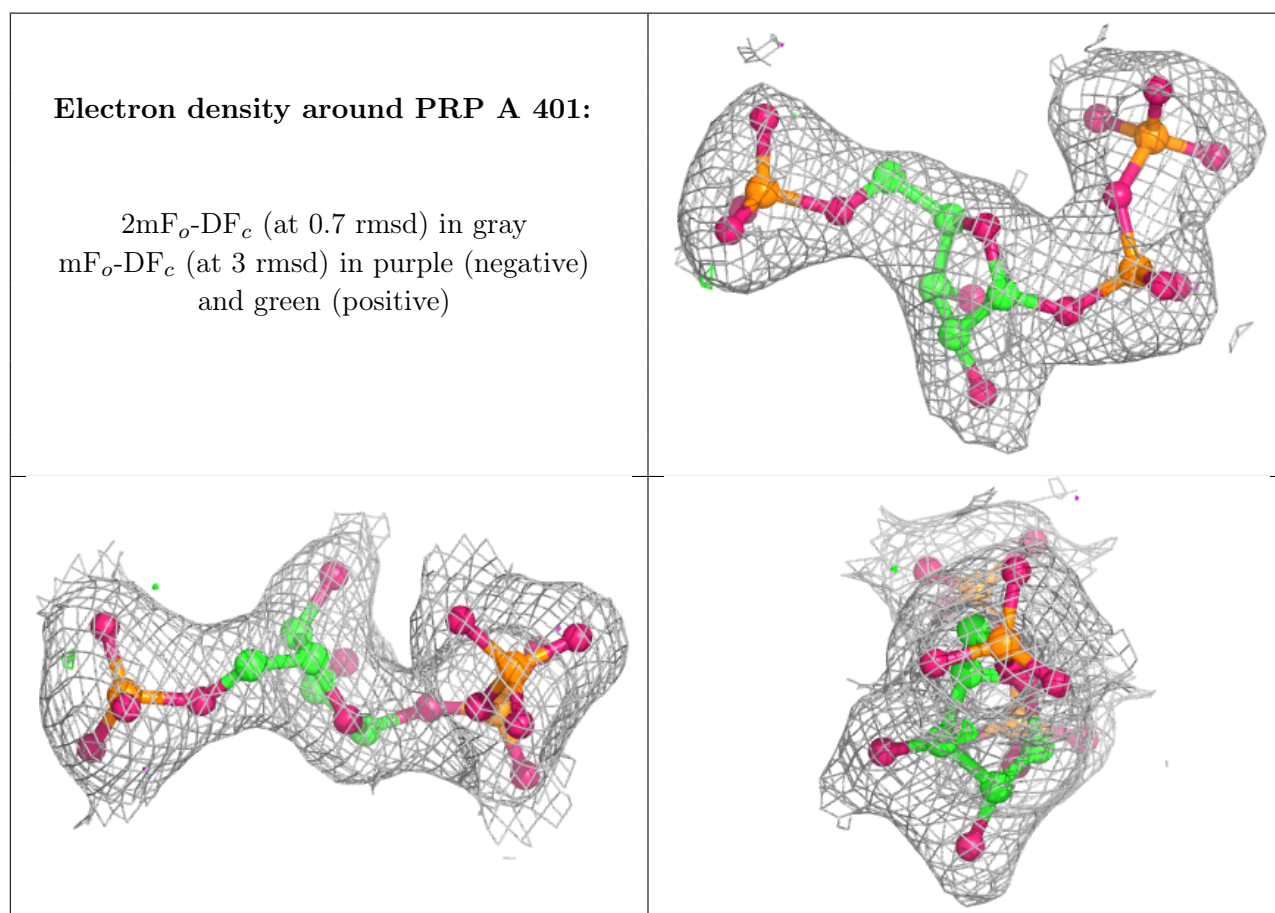 Electron density around PRP A 401:
2mFo-DFc (at 0.7 rmsd) in gray
mFo-DFc (at 3 rmsd) in purple (negative)
and green (positive)